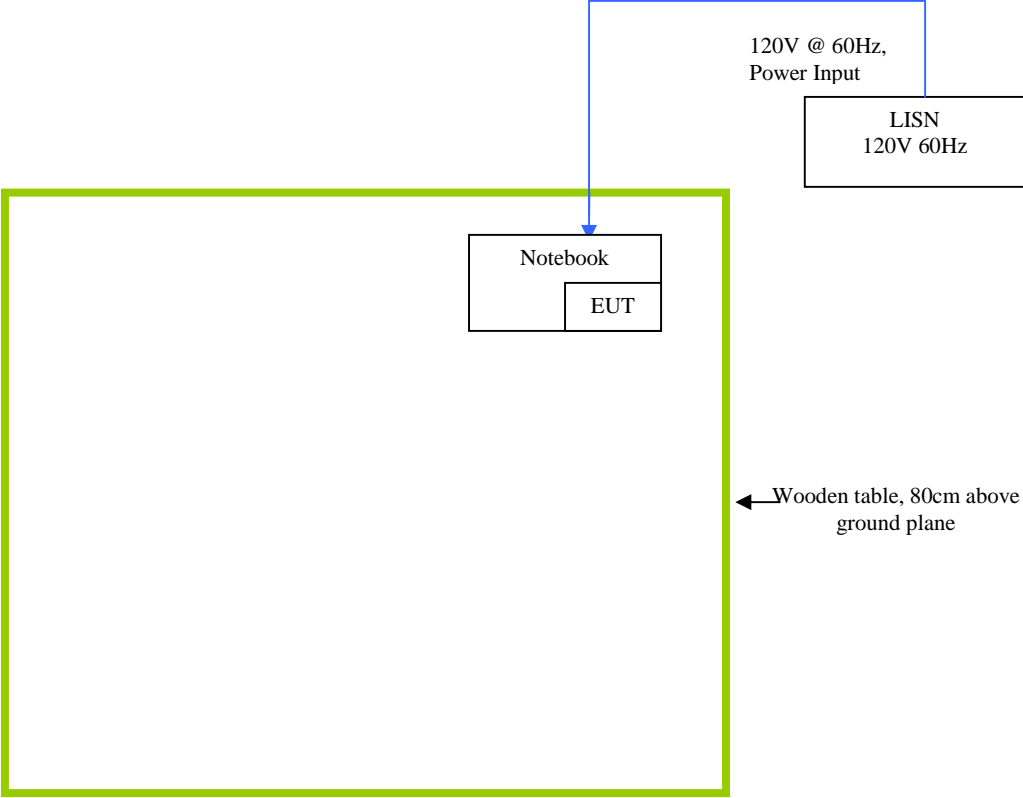 120V @ 60Hz,
Power Input
LISN
120V 60Hz
Notebook
EUT
Wooden table, 80cm above
ground plane